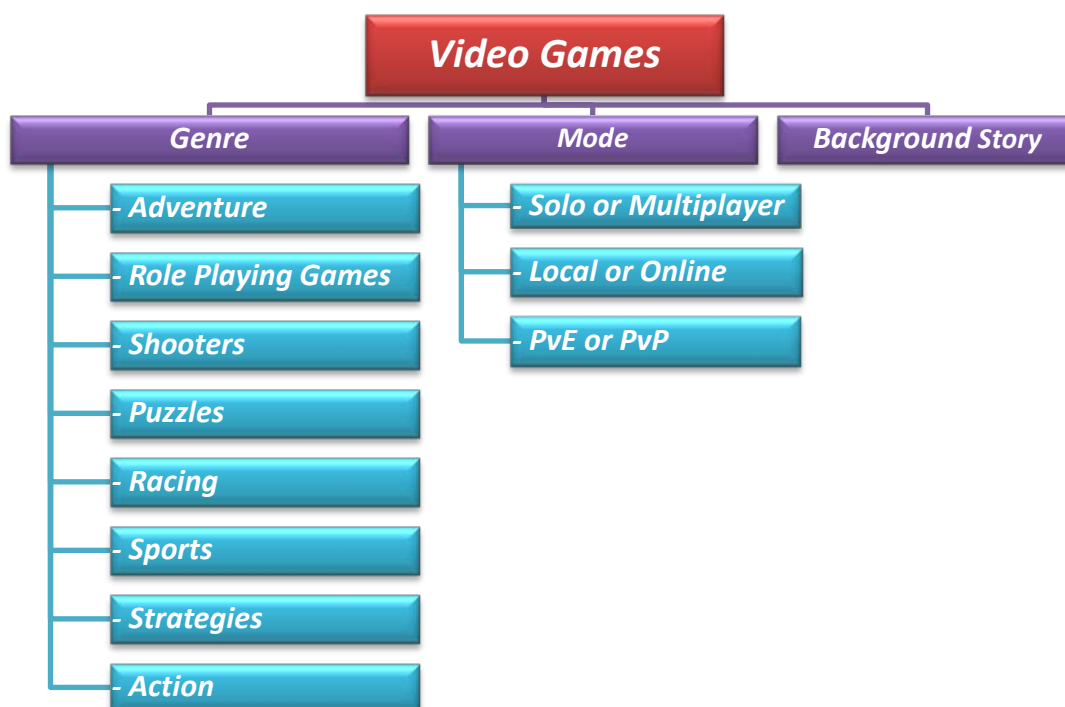 Video Games
Genre
- Adventure
- Role Playing Games
- Shooters
- Puzzles
- Racing
- Sports
- Strategies
- Action
Mode
- Solo or Multiplayer
- Local or Online
- PvE or PvP
Background Story